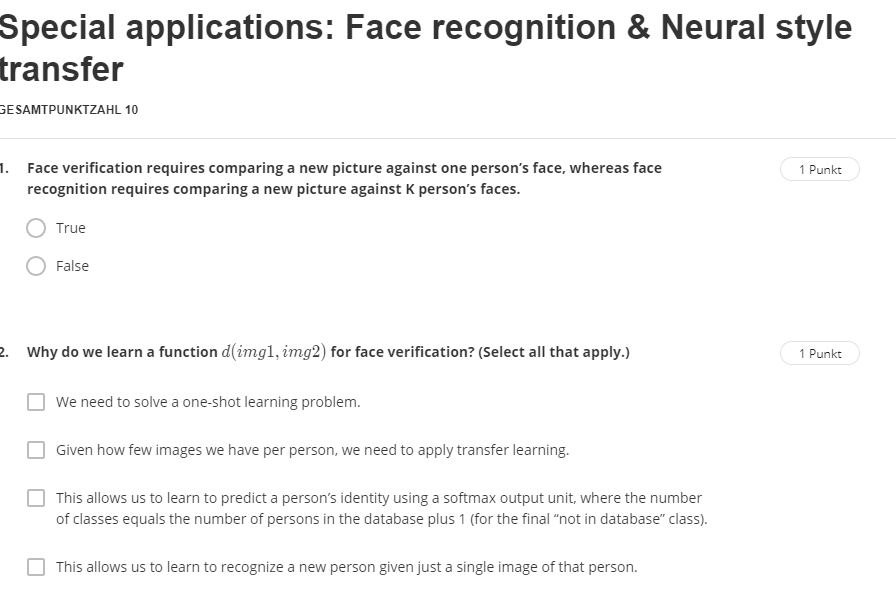 Special applications: Face recognition & Neural style
transfer
GESAMTPUNKTZAHL 10
1. Face verification requires comparing a new picture against one person’s face, whereas face
recognition requires comparing a new picture against K person’s faces.
1 Punkt
True
False
2. Why do we learn a function d(img1, img2) for face verification? (Select all that apply.)
1 Punkt
We need to solve a one-shot learning problem.
Given how few images we have per person, we need to apply transfer learning.
This allows us to learn to predict a person’s identity using a softmax output unit, where the number
of classes equals the number of persons in the database plus 1 (for the final “not in database” class).
This allows us to learn to recognize a new person given just a single image of that person.